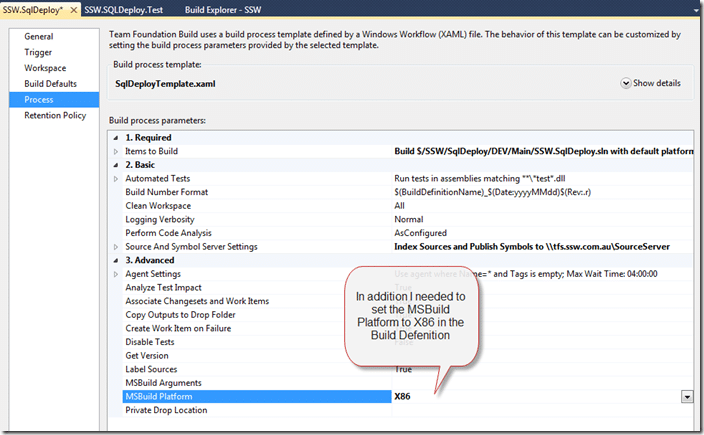 SSW.SqlDeploy* SSW.SQLDeploy.Test Build Explorer - SSW
General
Trigger
Workspace
Build Defaults
Process
Retention Policy
Team Foundation Build uses a build process template defined by a Windows Workflow (XAML) file. The behavior of this template can be customized by
setting the build process parameters provided by the selected template.
Build process template:
SqlDeployTemplate.xaml Show details
Build process parameters:
1. Required
Items to Build Build $/SSW/SqlDeploy/DEV/Main/SSW.SqlDeploy.sln with default platform
2. Basic
Automated Tests Run tests in assemblies matching **\*test*.dll
Build Number Format $(BuildDefinitionName)_$(Date:yyyyMMdd)$(Rev:.r)
Clean Workspace All
Logging Verbosity Normal
Perform Code Analysis AsConfigured
Source And Symbol Server Settings Index Sources and Publish Symbols to \\tfs.ssw.com.au\SourceServer
3. Advanced
Agent Settings Use agent where Name=* and Tags is empty; Max Wait Time: 04:00:00
Analyze Test Impact True
Associate Changesets and Work Items
Copy Outputs to Drop Folder
Create Work Item on Failure
Disable Tests False
Get Version
Label Sources True
MSBuild Arguments
MSBuild Platform X86
Private Drop Location
In addition I needed to
set the MSBuild
Platform to X86 in the
Build Defenition